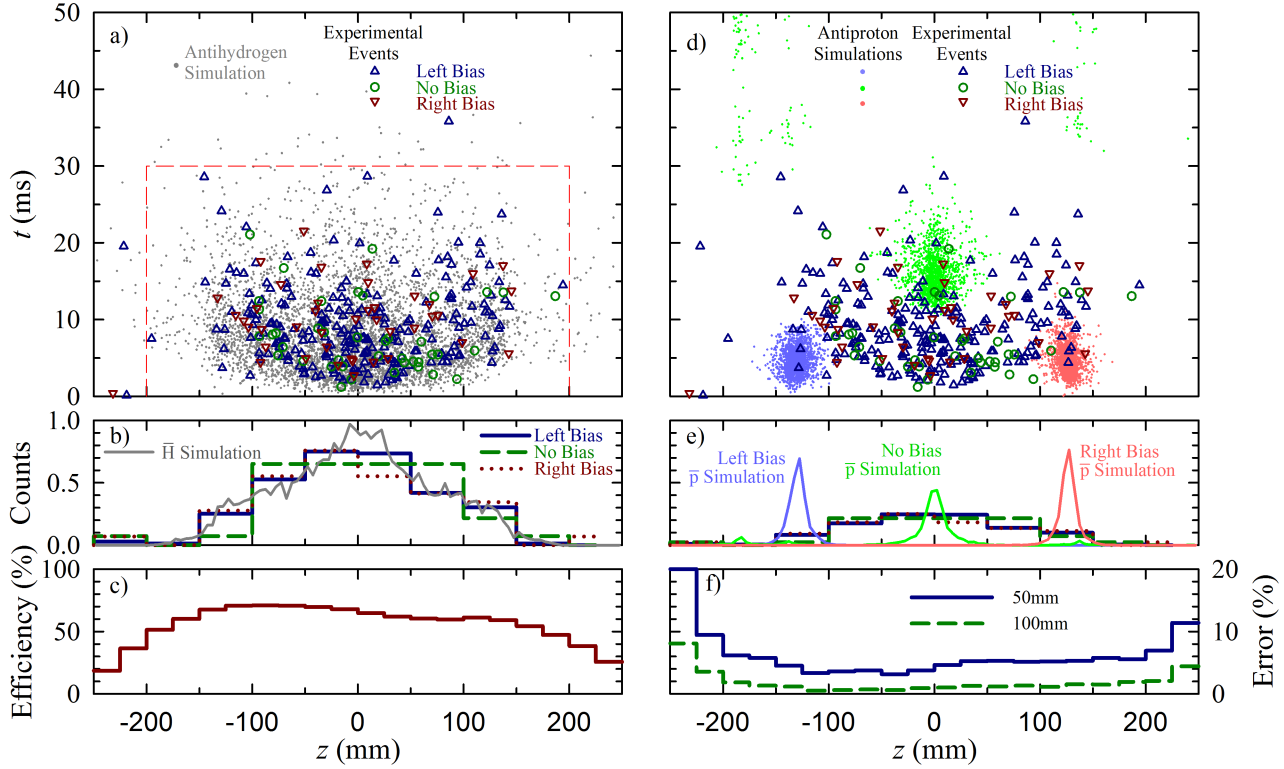 a)
Antihydrogen
Simulation
Experimental
Events
Left Bias
No Bias
Right Bias
50
40
30
20
10
0
t (ms)
b)
H̅ Simulation
Left Bias
No Bias
Right Bias
1.0
0.5
0.0
Counts
c)
100
50
0
Efficiency (%)
-200 -100 0 100 200
z (mm)
d)
Antiproton
Simulations
Experimental
Events
Left Bias
No Bias
Right Bias
e)
Left Bias
p̅ Simulation
No Bias
p̅ Simulation
Right Bias
p̅ Simulation
f)
50mm
100mm
20
10
0
Error (%)
-200 -100 0 100 200
z (mm)